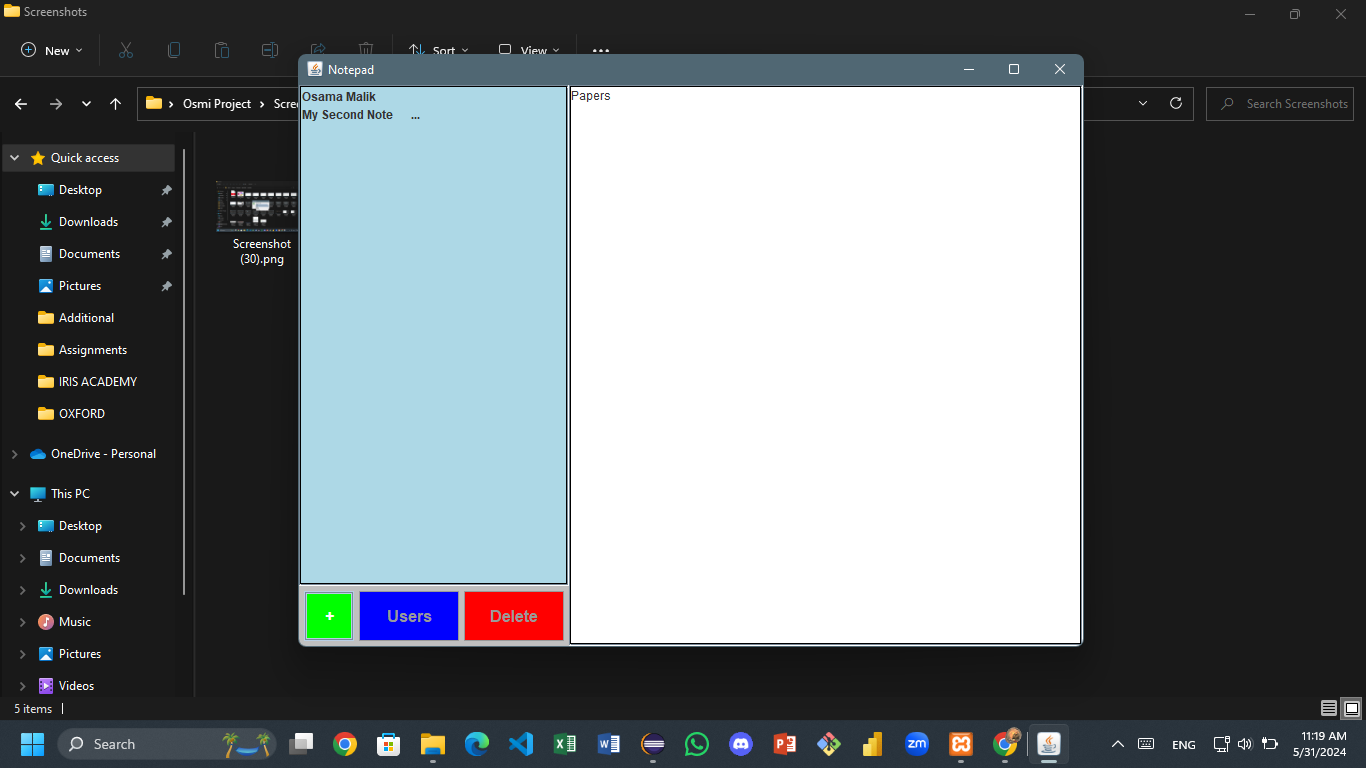 Screenshots
New
Sort
View
Osmi Project
Scre
Search Screenshots
Quick access
Desktop
Downloads
Documents
Pictures
Additional
Assignments
IRIS ACADEMY
OXFORD
OneDrive - Personal
This PC
Desktop
Documents
Downloads
Music
Pictures
Videos
5 items
Screenshot
(30).png
Notepad
Osama Malik
My Second Note ...
Papers
+
Users
Delete
Search
ENG
11:19 AM
5/31/2024